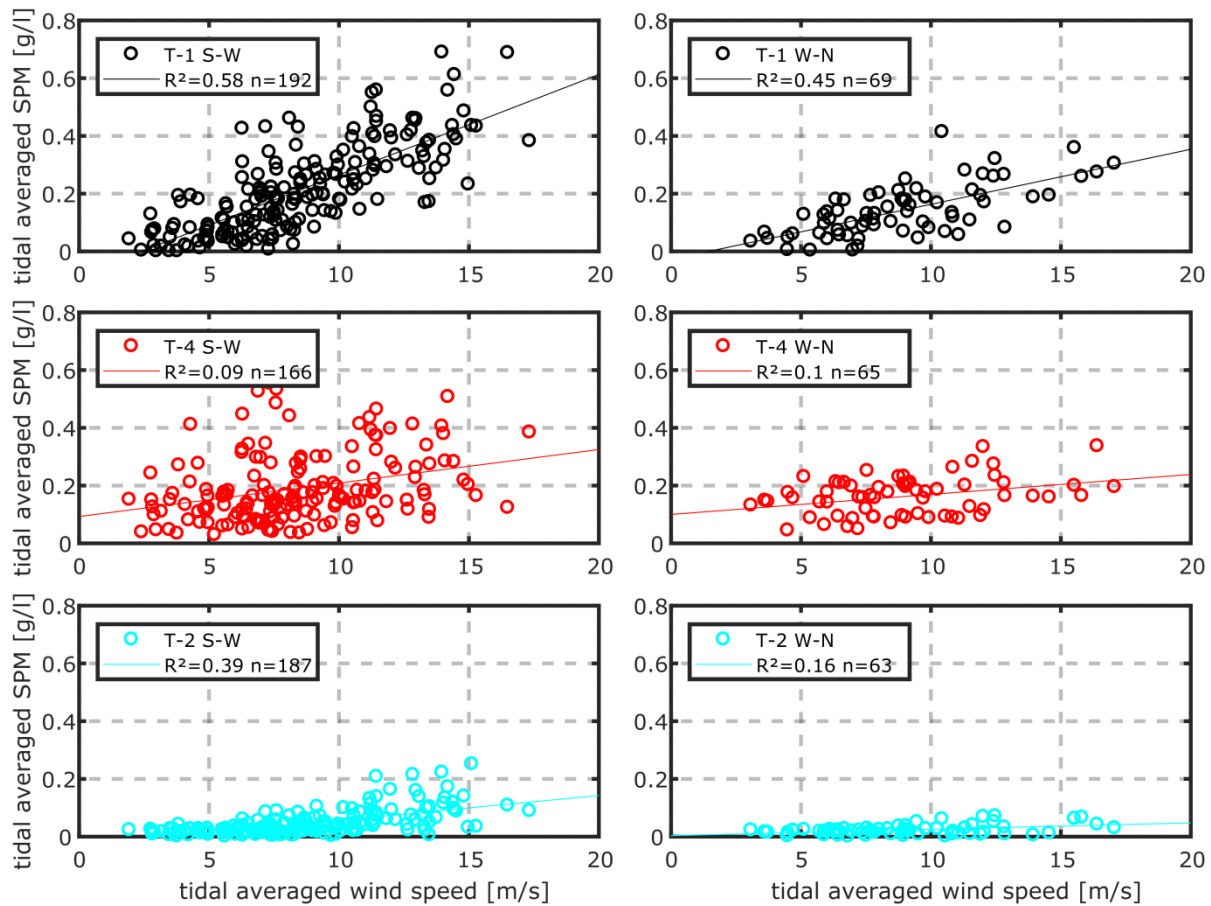 tidal averaged SPM [g/l]
0.8
0.6
0.4
0.2
0
T-1 S-W
R²=0.58 n=192
0 5 10 15 20
0.8
0.6
0.4
0.2
0
T-1 W-N
R²=0.45 n=69
0 5 10 15 20
tidal averaged SPM [g/l]
0.8
0.6
0.4
0.2
0
T-4 S-W
R²=0.09 n=166
0 5 10 15 20
0.8
0.6
0.4
0.2
0
T-4 W-N
R²=0.1 n=65
0 5 10 15 20
tidal averaged SPM [g/l]
0.8
0.6
0.4
0.2
0
T-2 S-W
R²=0.39 n=187
0 5 10 15 20
tidal averaged wind speed [m/s]
0.8
0.6
0.4
0.2
0
T-2 W-N
R²=0.16 n=63
0 5 10 15 20
tidal averaged wind speed [m/s]